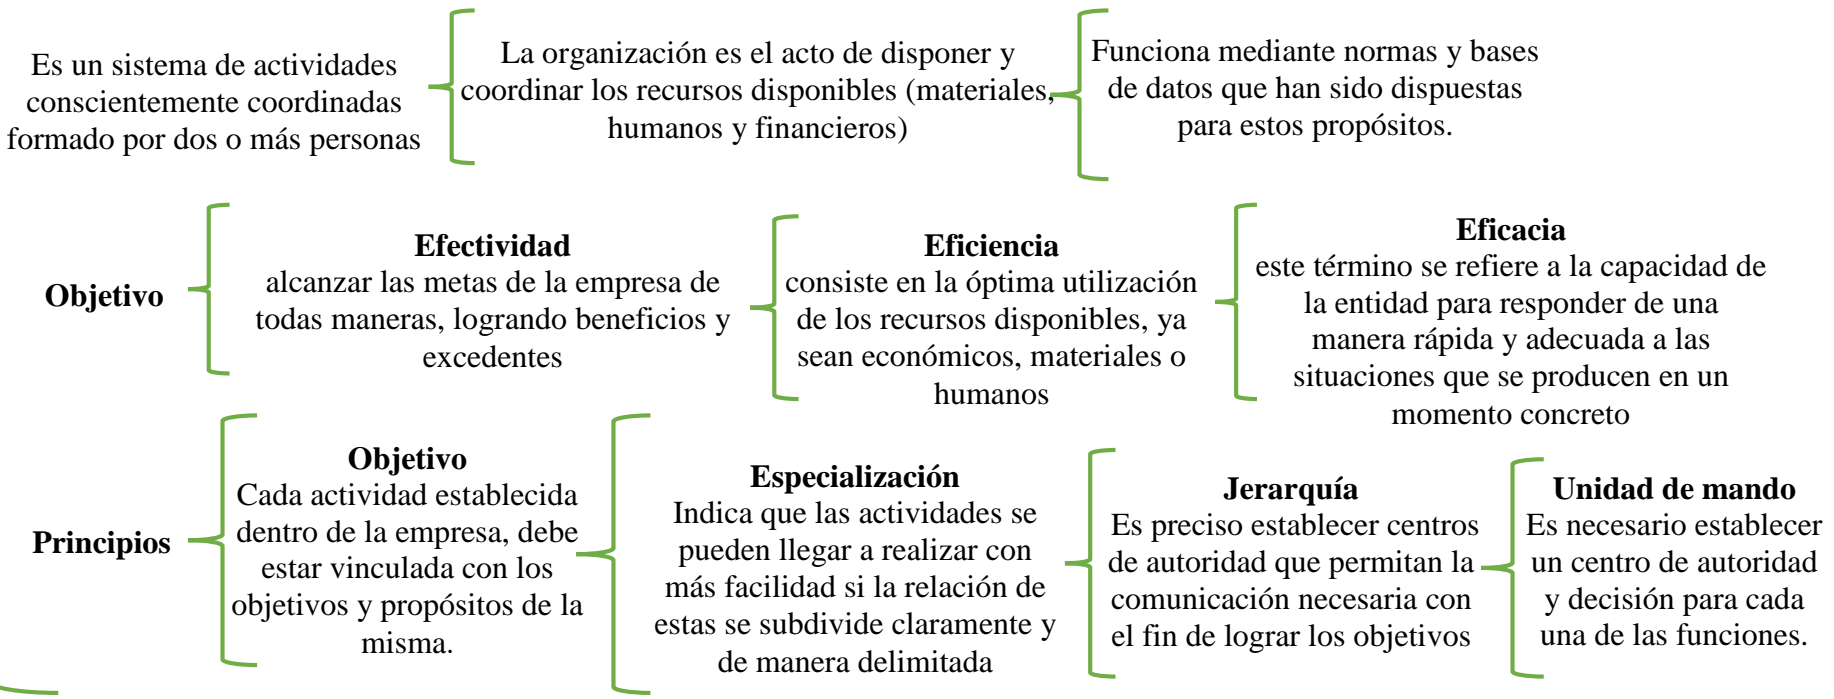 Es un sistema de actividades
conscientemente coordinadas
formado por dos o más personas
La organización es el acto de disponer y
coordinar los recursos disponibles (materiales,
humanos y financieros)
Funciona mediante normas y bases
de datos que han sido dispuestas
para estos propósitos.
Objetivo
Efectividad
alcanzar las metas de la empresa de
todas maneras, logrando beneficios y
excedentes
Eficiencia
consiste en la óptima utilización
de los recursos disponibles, ya
sean económicos, materiales o
humanos
Eficacia
este término se refiere a la capacidad de
la entidad para responder de una
manera rápida y adecuada a las
situaciones que se producen en un
momento concreto
Principios
Objetivo
Cada actividad establecida
dentro de la empresa, debe
estar vinculada con los
objetivos y propósitos de la
misma.
Especialización
Indica que las actividades se
pueden llegar a realizar con
más facilidad si la relación de
estas se subdivide claramente y
de manera delimitada
Jerarquía
Es preciso establecer centros
de autoridad que permitan la
comunicación necesaria con
el fin de lograr los objetivos
Unidad de mando
Es necesario establecer
un centro de autoridad
y decisión para cada
una de las funciones.